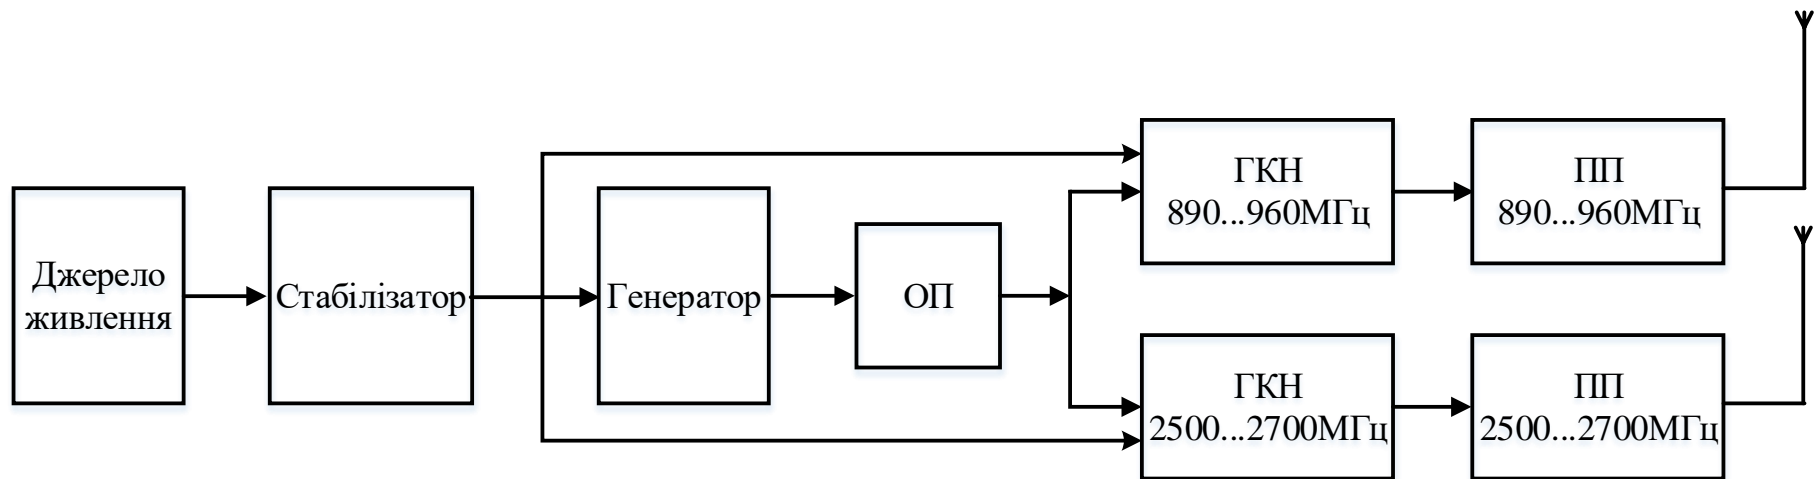 Джерело
живлення
Стабілізатор
Генератор
ОП
ГКН
890...960МГц
ПП
890...960МГц
ГКН
2500...2700МГц
ПП
2500...2700МГц